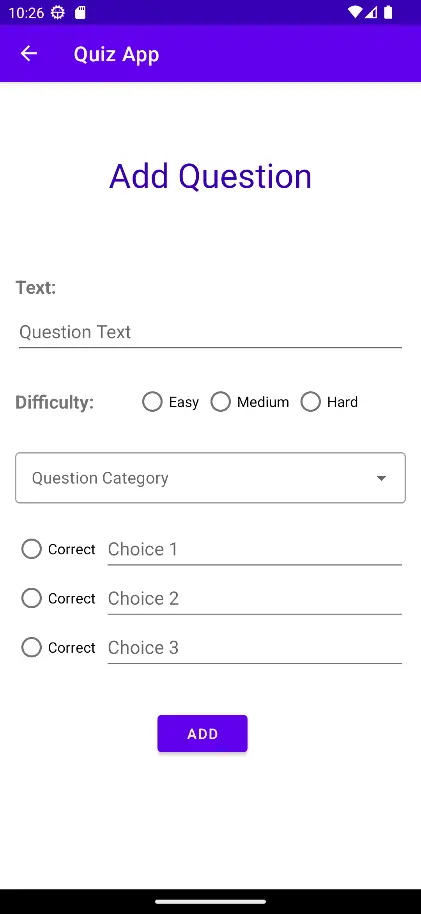 10:26
Quiz App
Add Question
Text:
Question Text
Difficulty: Easy Medium Hard
Question Category
Correct Choice 1
Correct Choice 2
Correct Choice 3
ADD